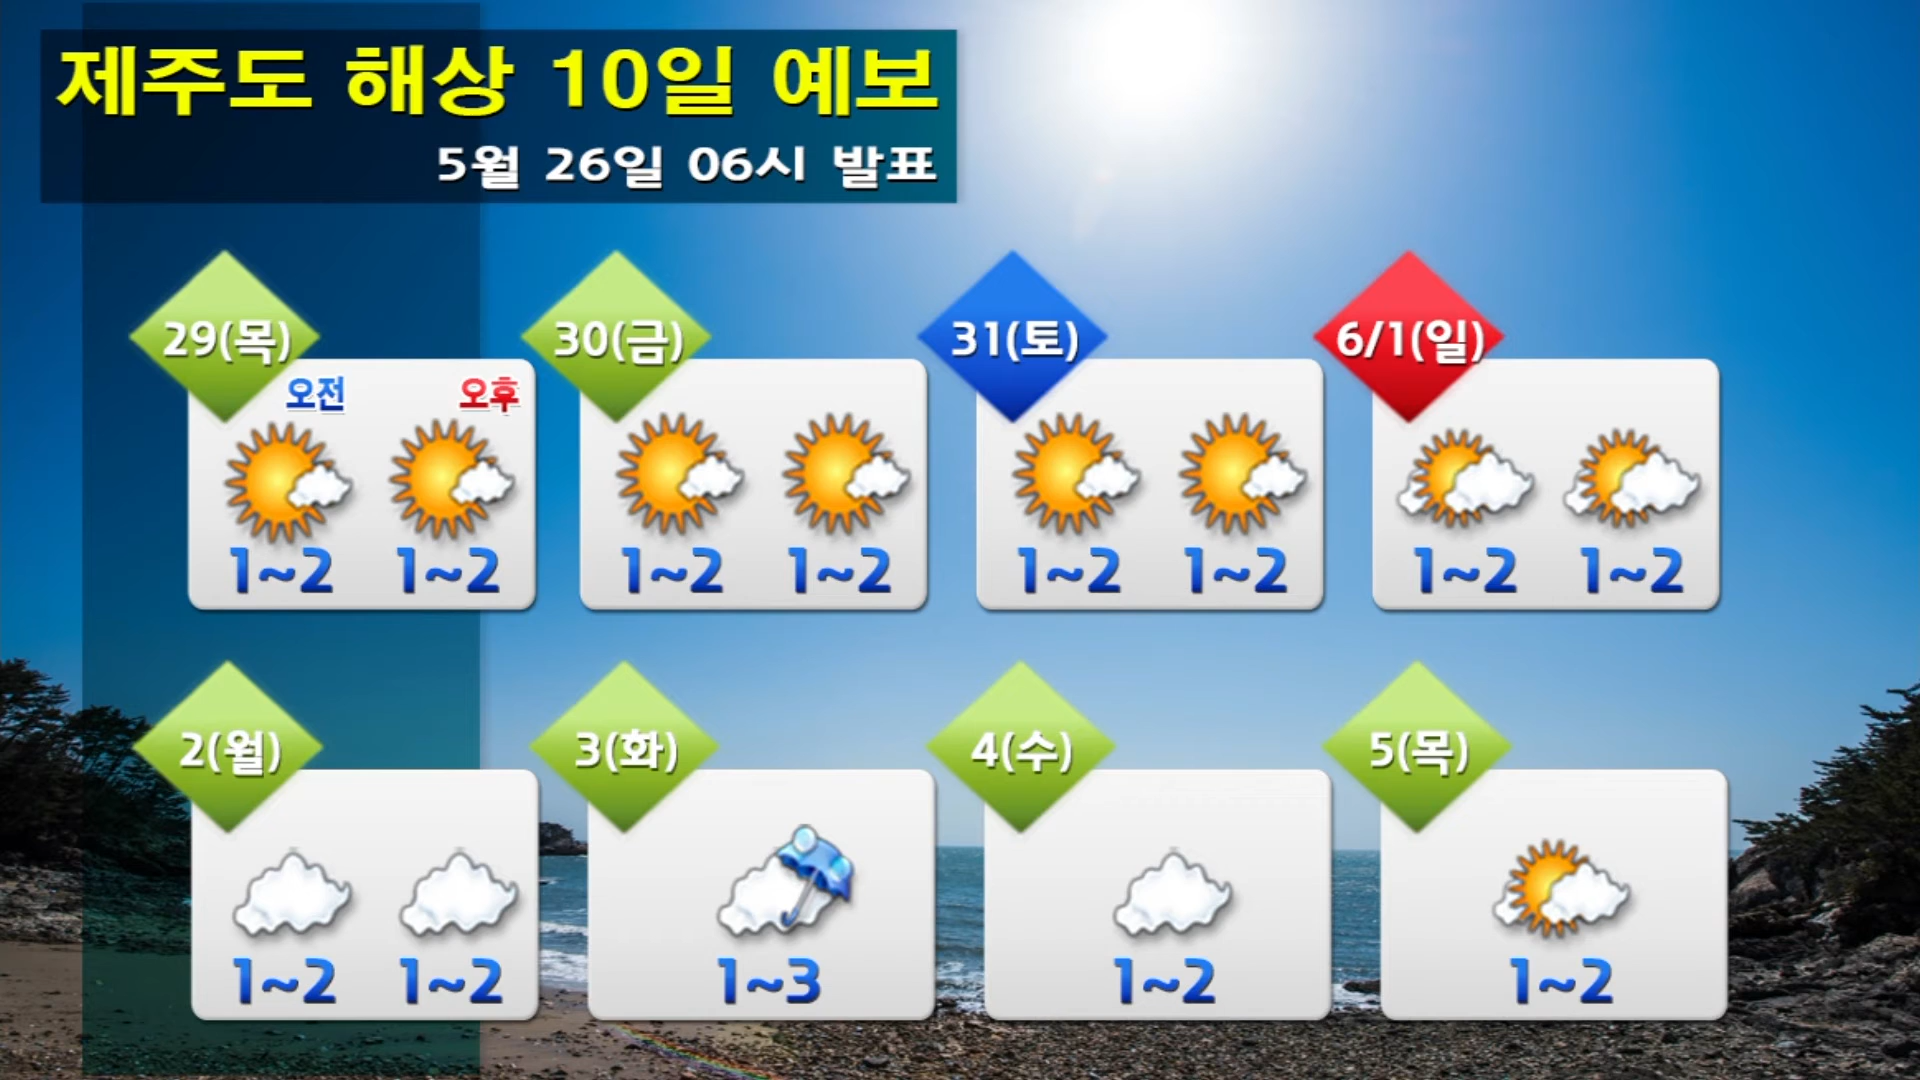 제주도 해상 10일 예보
5월 26일 06시 발표
29(목) 30(금) 31(토) 6/1(일)
오전 오후
1~2 1~2 1~2 1~2 1~2 1~2 1~2 1~2
2(월) 3(화) 4(수) 5(목)
1~2 1~2 1~3 1~2 1~2